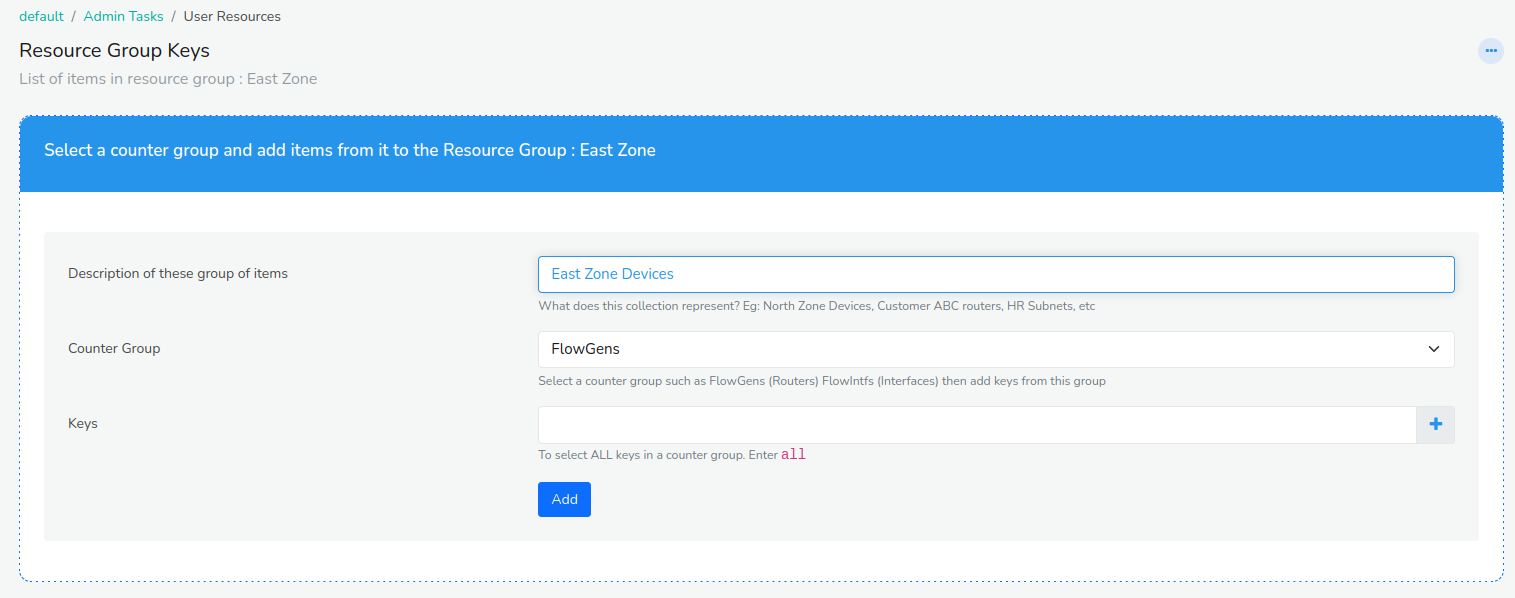 default / Admin Tasks / User Resources
Resource Group Keys
List of items in resource group : East Zone
Select a counter group and add items from it to the Resource Group : East Zone
Description of these group of items
East Zone Devices
What does this collection represent? Eg: North Zone Devices, Customer ABC routers, HR Subnets, etc
Counter Group
FlowGens
Select a counter group such as FlowGens (Routers) FlowIntfs (Interfaces) then add keys from this group
Keys
To select ALL keys in a counter group. Enter all
Add